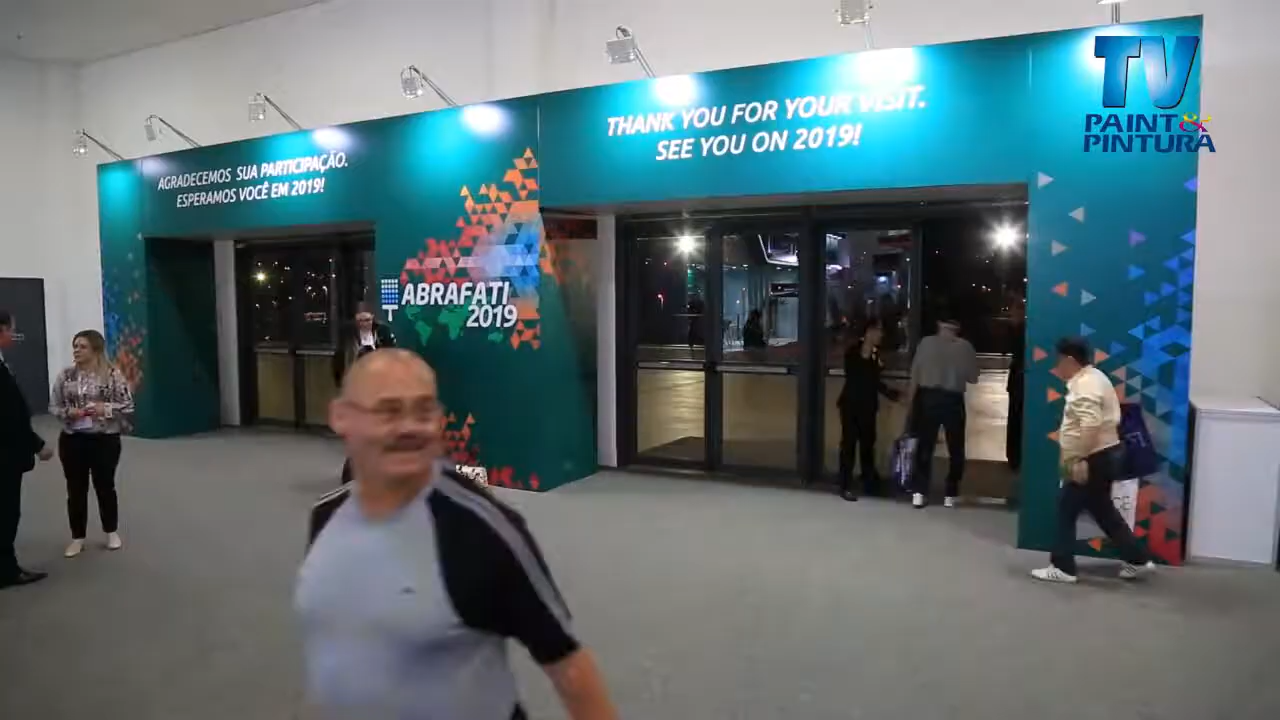 AGRADECEMOS SUA PARTICIPAÇÃO.
ESPERAMOS VOCÊ EM 2019!
THANK YOU FOR YOUR VISIT.
SEE YOU ON 2019!
ABRAFATI
2019
TV
PAINT&
PINTURA